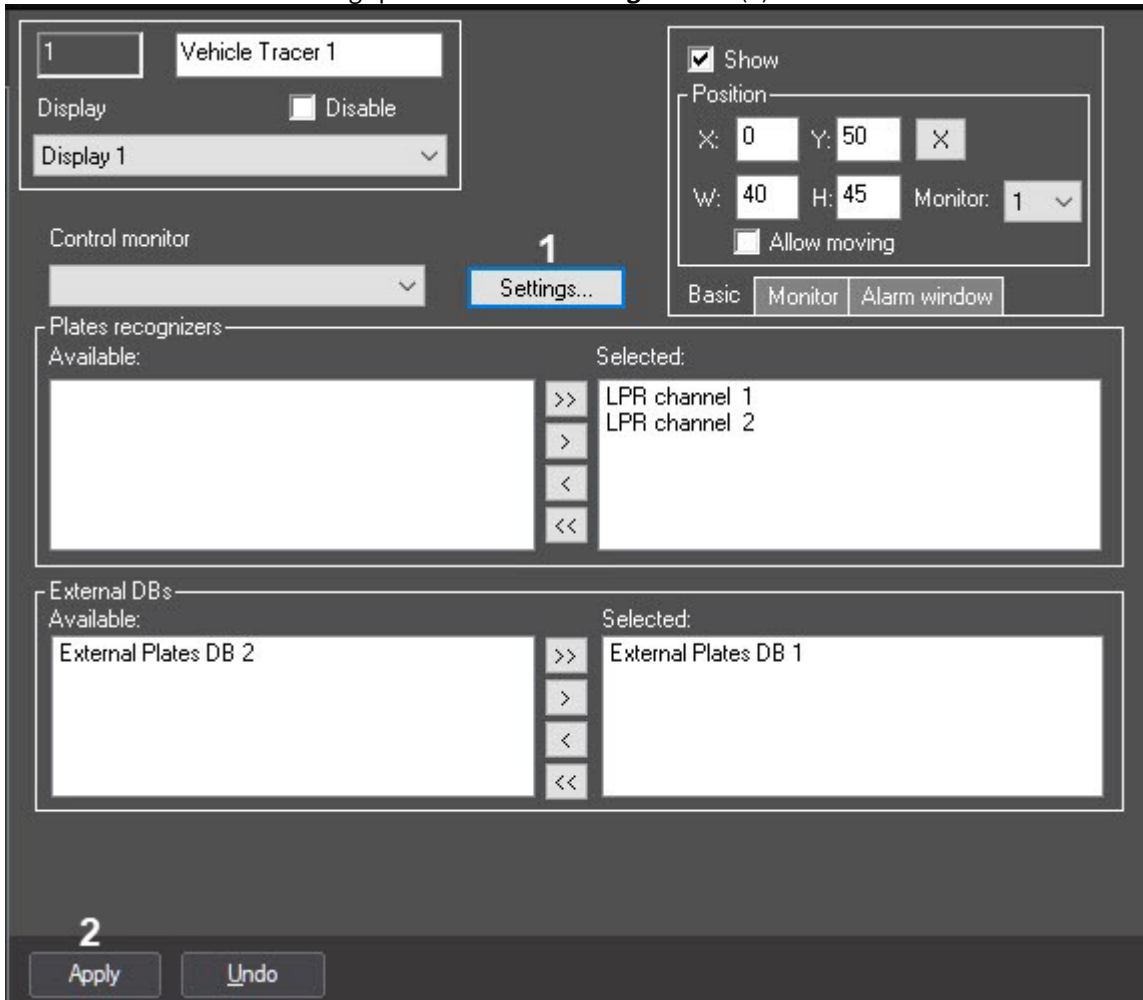 1 Vehicle Tracer 1
Display Disable
Display 1
Show
Position
X: 0 Y: 50 X
W: 40 H: 45 Monitor: 1
Allow moving
Basic Monitor Alarm window
Control monitor
1
Settings...
Plates recognizers
Available: Selected:
>> LPR channel 1
LPR channel 2
>
<
<<
External DBs
Available: Selected:
External Plates DB 2 >> External Plates DB 1
>
<
<<
2
Apply Undo